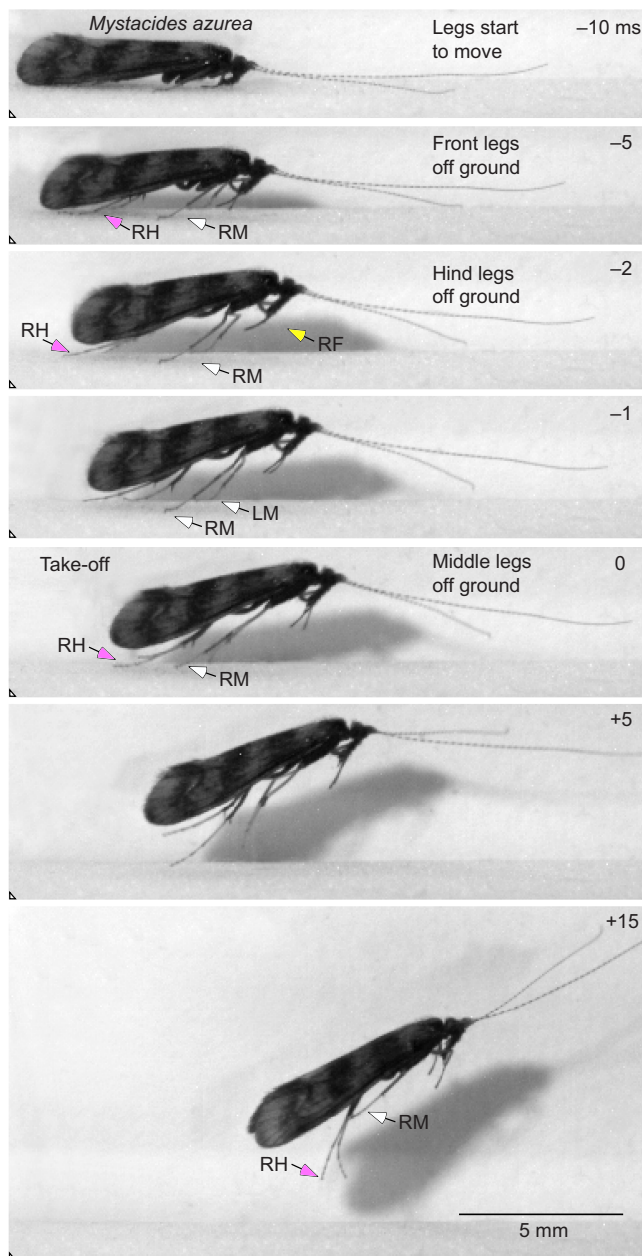 Mystacides azurea
Legs start
to move
–10 ms
Front legs
off ground
–5
RH
RM
Hind legs
off ground
–2
RH
RF
RM
–1
LM
RM
Take-off
Middle legs
off ground
0
RH
RM
+5
+15
RM
RH
5 mm